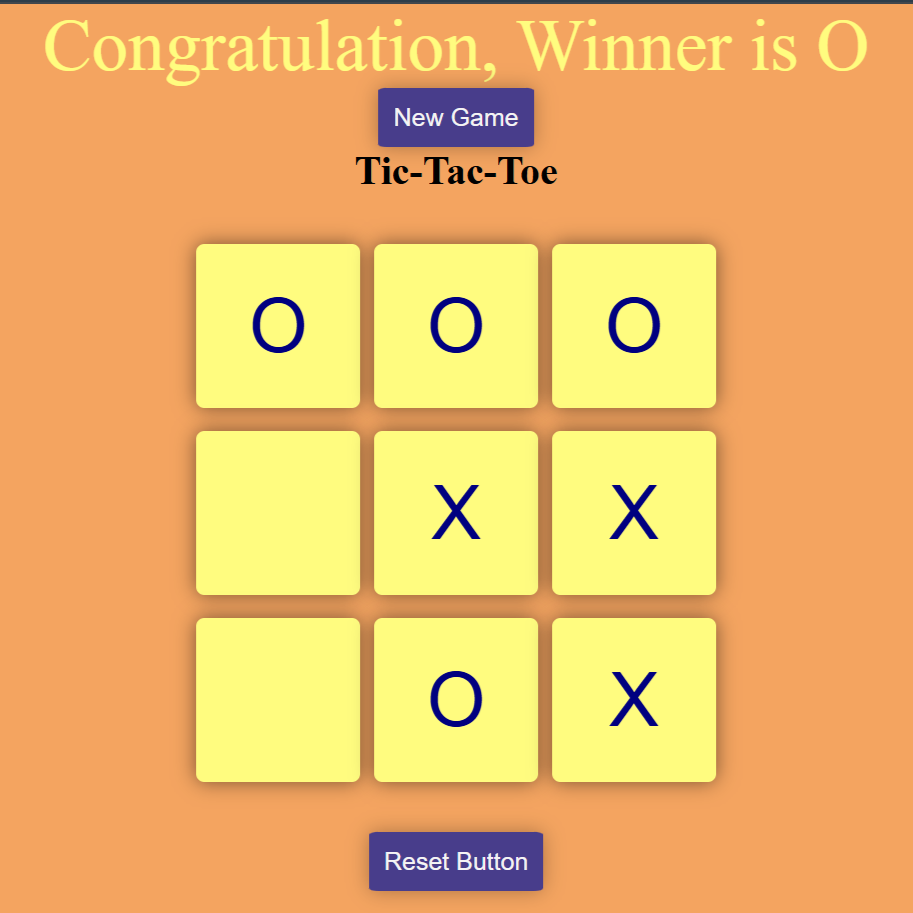 Congratulation, Winner is O
New Game
Tic-Tac-Toe
O O O
X X
O X
Reset Button